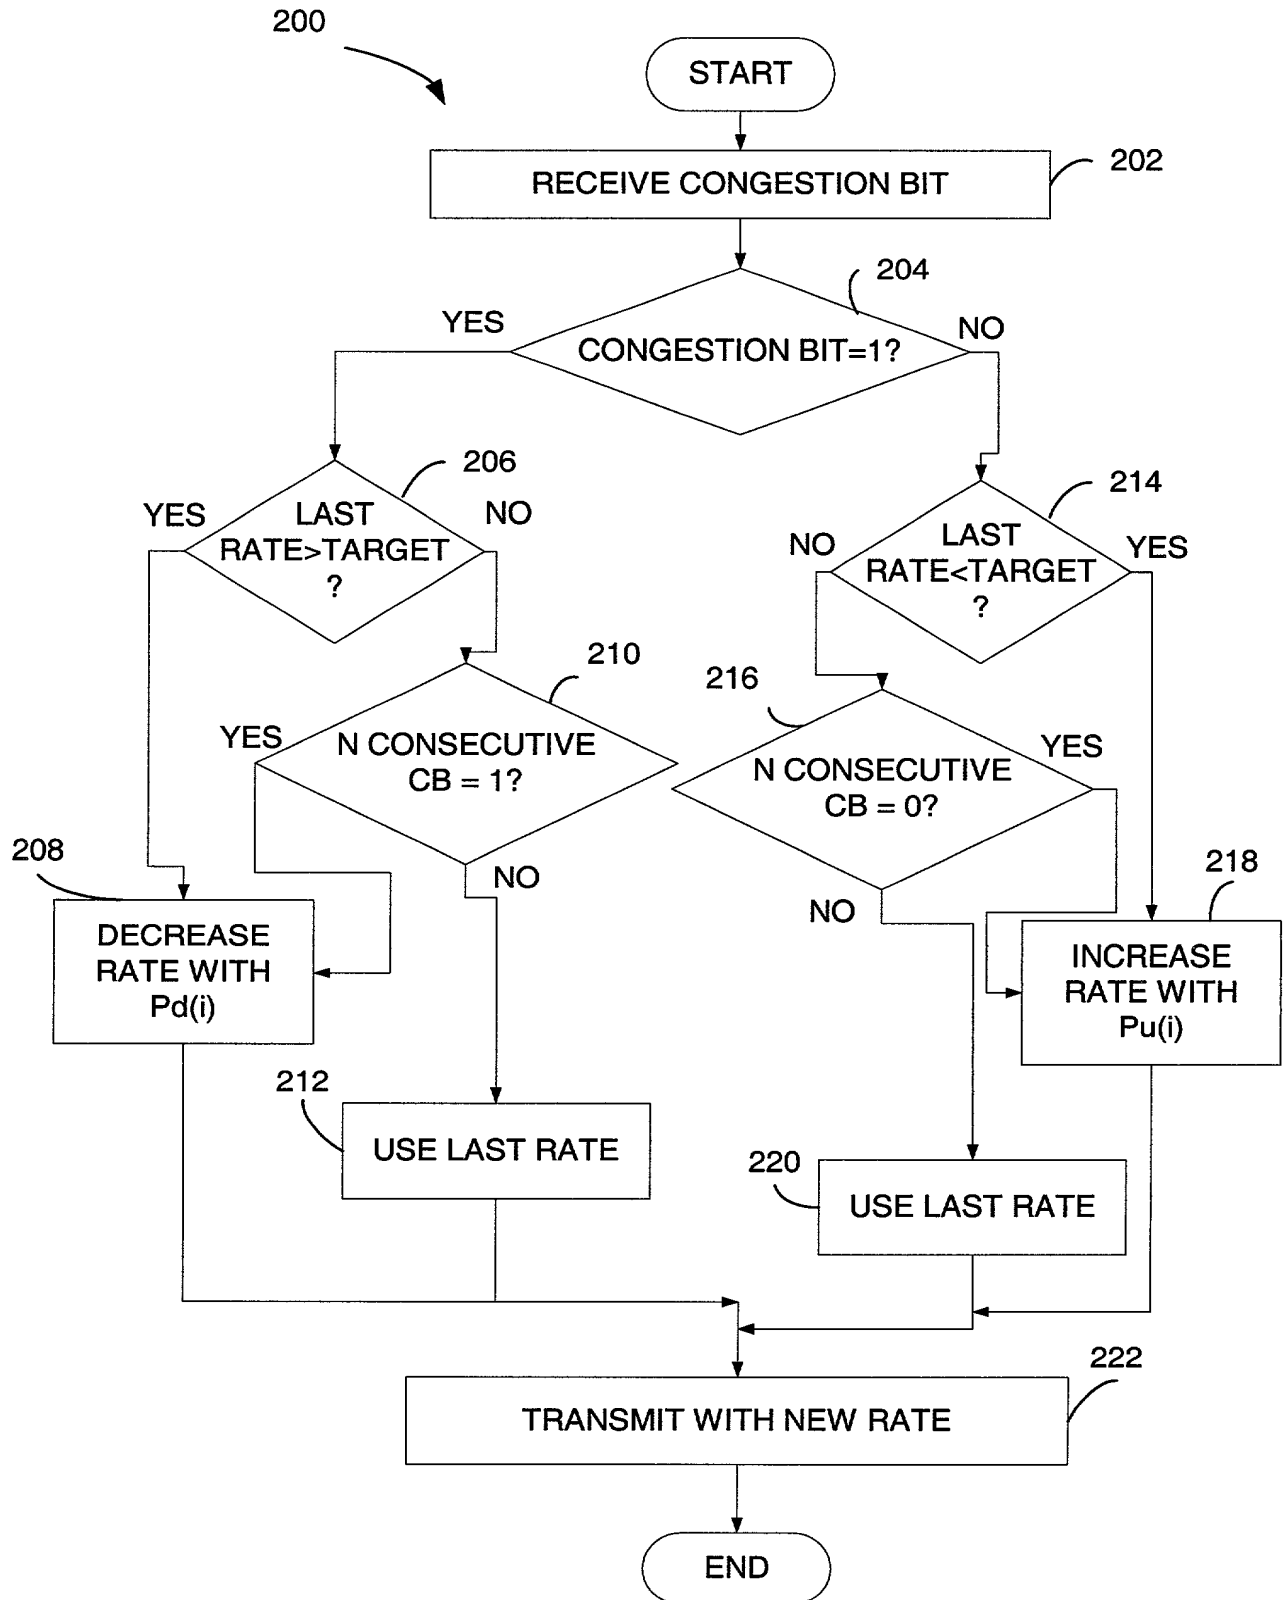 200
START
202
RECEIVE CONGESTION BIT
204
YES
CONGESTION BIT=1?
NO
206
YES
LAST
RATE>TARGET
?
NO
214
NO
LAST
RATE<TARGET
?
YES
210
YES
N CONSECUTIVE
CB = 1?
NO
216
N CONSECUTIVE
CB = 0?
YES
NO
208
DECREASE
RATE WITH
Pd(i)
218
INCREASE
RATE WITH
Pu(i)
212
USE LAST RATE
220
USE LAST RATE
222
TRANSMIT WITH NEW RATE
END